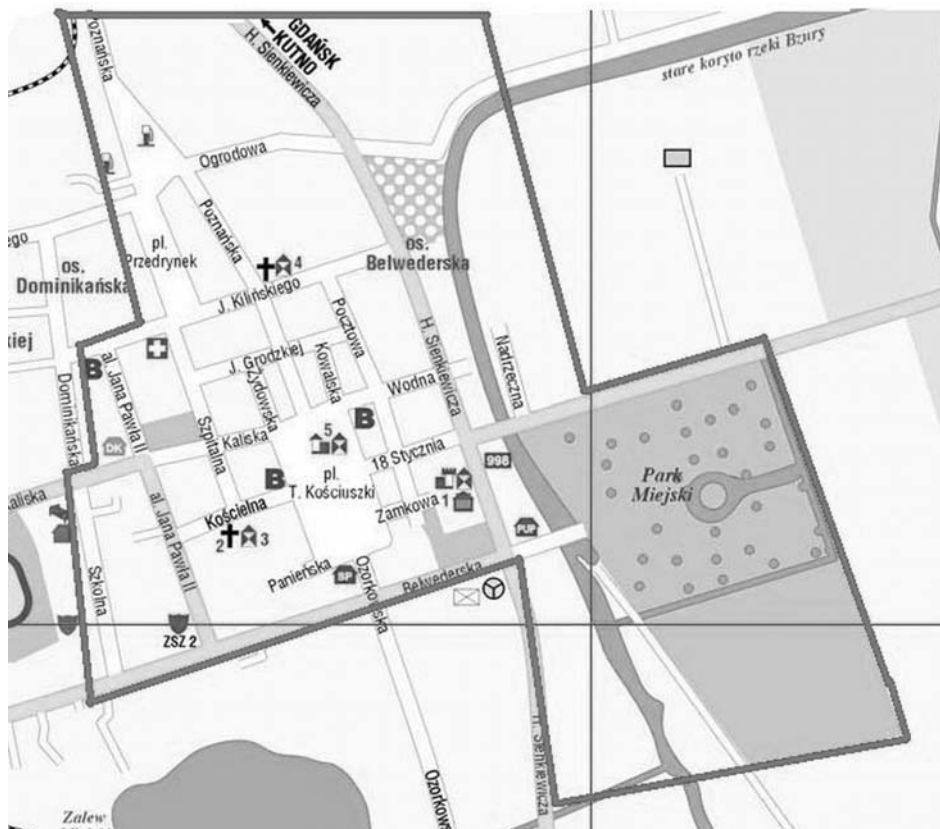 Poznańska
GDAŃSK
KUTNO
H. Sienkiewicza
stare koryto rzeki Bzury
Ogrodowa
Poznańska
pl.
Przedrynek
os.
Dominikańska
os.
Belwederska
4
J. Kilińskiego
Pocztowa
H. Sienkiewicza
J. Grodzkiej
Kowalska
Żydowska
Wodna
Nadrzeczna
B
al. Jana Pawła II
Dominikańska
Szpitalna
Kaliska
B
5
18 Stycznia
998
DK
pl.
T. Kościuszki
B
Park
Miejski
Kaliska
al. Jana Pawła II
Kościelna
Zamkowa
1
PUP
2
3
Panieńska
SP
Ozorkowska
Belwederska
Szkolna
ZSZ 2
H. Sienkiewicza
Zalew